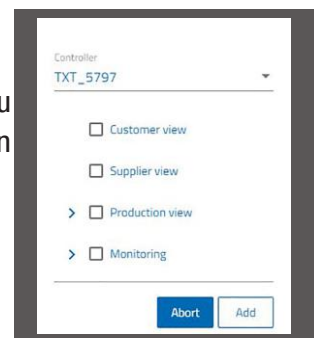 Controller
TXT_5797
u
Customer view
n
Supplier view
Production view
Monitoring
Abort
Add